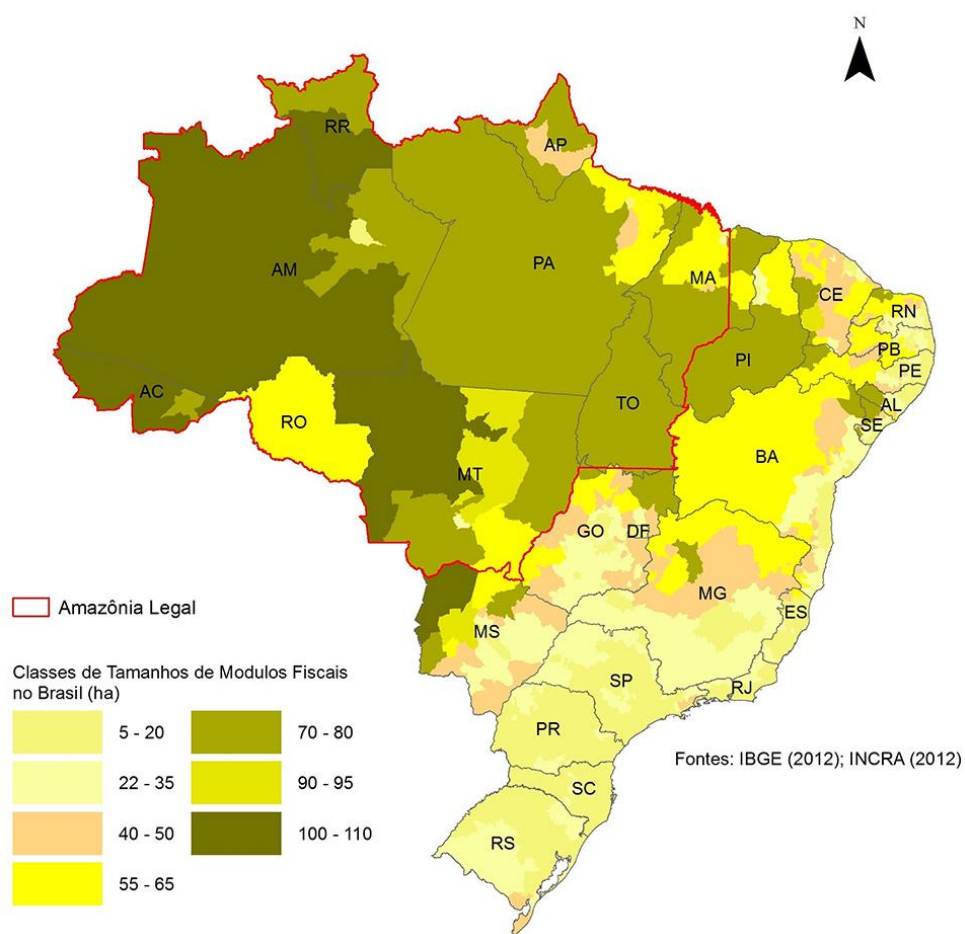 N
RR
AP
AM
PA
MA
CE
RN
PB
PE
PI
AC
TO
AL
SE
RO
BA
MT
GO
DF
MG
ES
MS
SP
RJ
PR
SC
RS
Amazônia Legal
Classes de Tamanhos de Modulos Fiscais
no Brasil (ha)
5 - 20
70 - 80
22 - 35
90 - 95
40 - 50
100 - 110
55 - 65
Fontes: IBGE (2012); INCRA (2012)